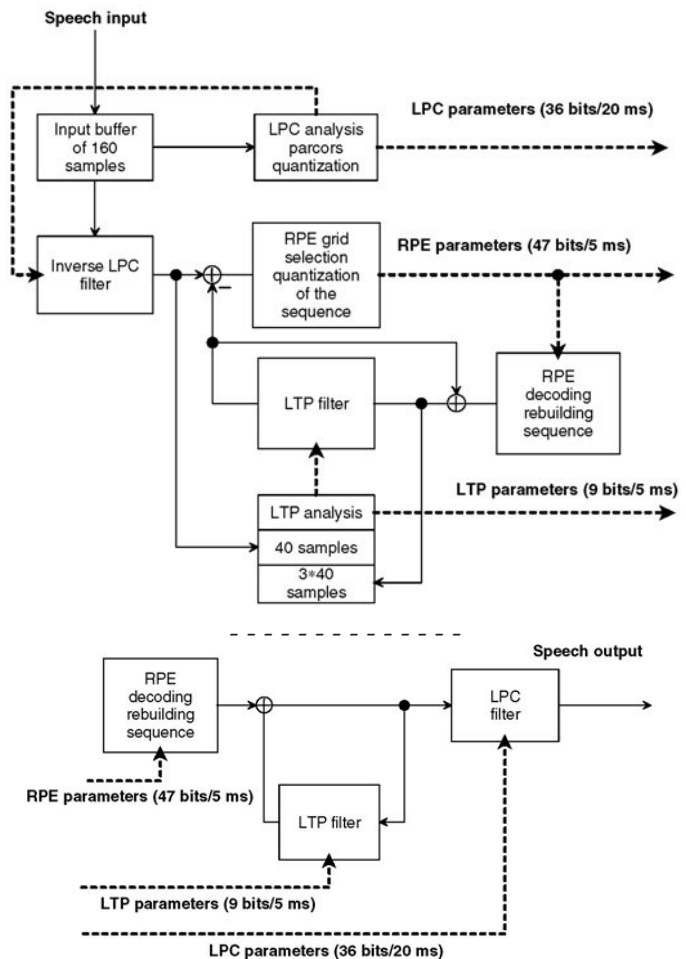 Speech input
Input buffer
of 160
samples
LPC analysis
parcors
quantization
LPC parameters (36 bits/20 ms)
Inverse LPC
filter
−
RPE grid
selection
quantization
of the
sequence
RPE parameters (47 bits/5 ms)
LTP filter
RPE
decoding
rebuilding
sequence
LTP analysis
40 samples
3*40
samples
LTP parameters (9 bits/5 ms)
RPE
decoding
rebuilding
sequence
LPC
filter
Speech output
RPE parameters (47 bits/5 ms)
LTP filter
LTP parameters (9 bits/5 ms)
LPC parameters (36 bits/20 ms)